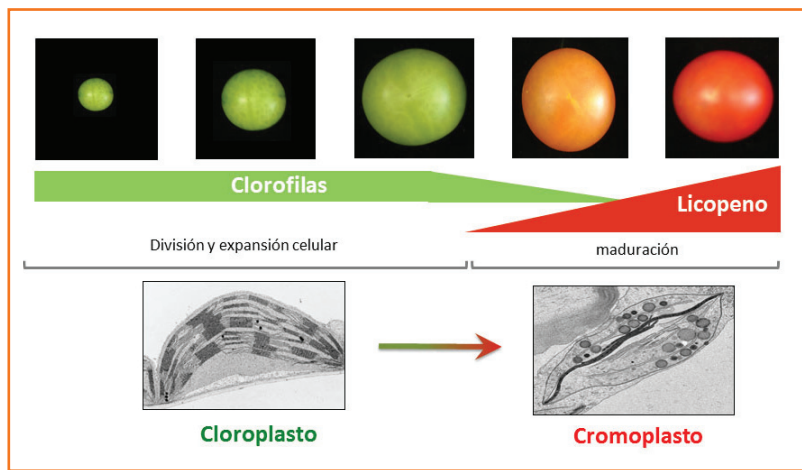 Clorofilas
Licopeno
División y expansión celular
maduración
Cloroplasto
Cromoplasto